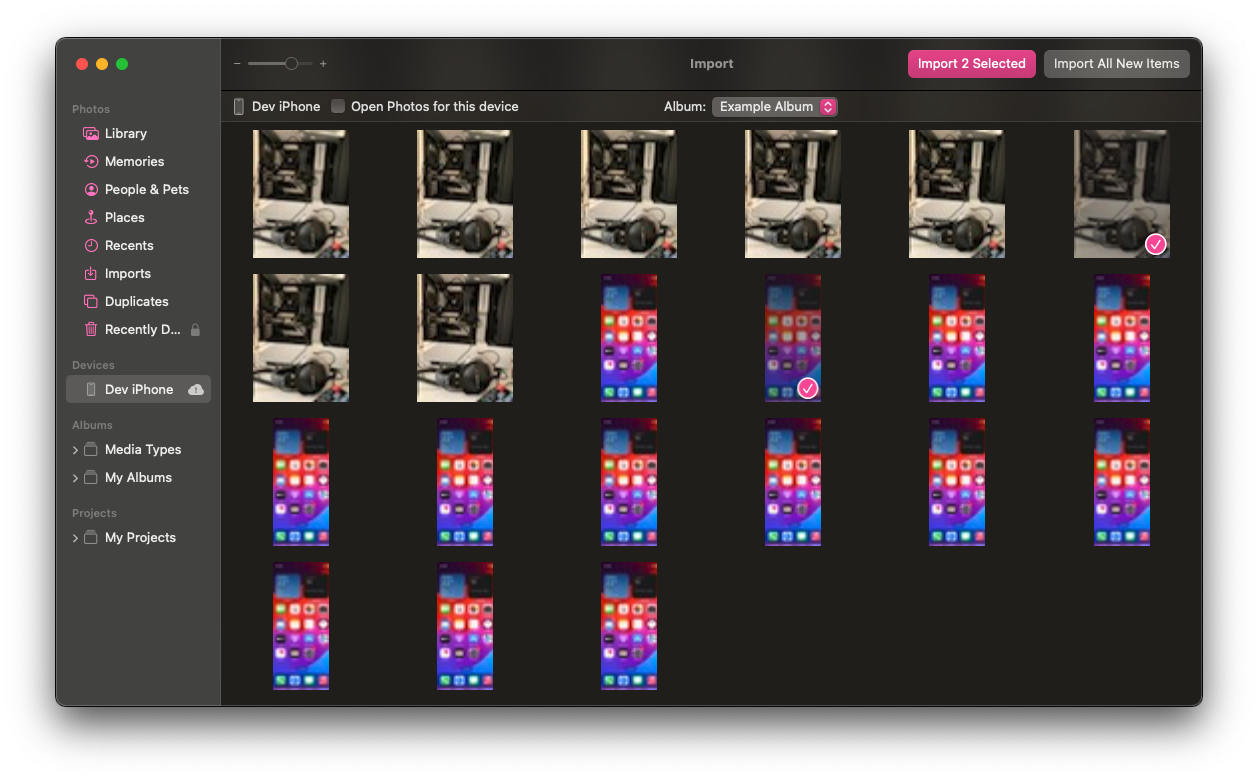 Import
Import 2 Selected
Import All New Items
Dev iPhone
Open Photos for this device
Album:
Example Album
Photos
Library
Memories
People & Pets
Places
Recents
Imports
Duplicates
Recently D...
Devices
Dev iPhone
Albums
Media Types
My Albums
Projects
My Projects